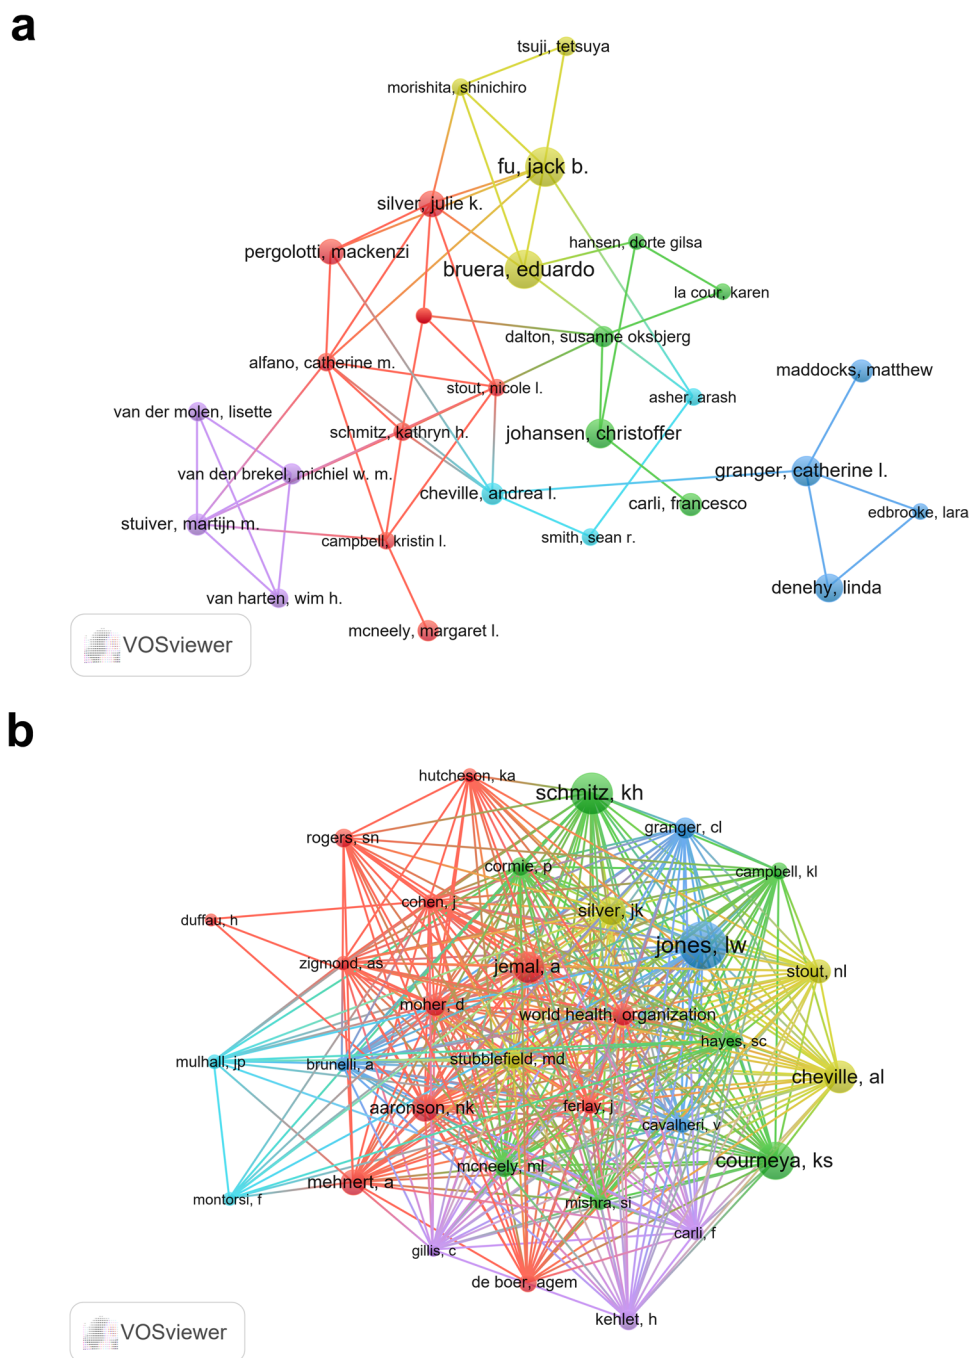 a
tsuji, tetsuya
morishita, shinichiro
fu, jack b.
silver, julie k.
hansen, dorte gilsa
pergolotti, mackenzi
bruera, eduardo
la cour, karen
dalton, susanne oksbjerg
alfano, catherine m.
maddocks, matthew
stout, nicole l.
asher, arash
van der molen, lisette
schmitz, kathryn h.
johansen, christoffer
granger, catherine l.
van den brekel, michiel w. m.
cheville, andrea l.
carli, francesco
edbrooke, lara
stuiver, martijn m.
campbell, kristin l.
smith, sean r.
denehy, linda
van harten, wim h.
mcneely, margaret l.
VOSviewer
b
hutcheson, ka
schmitz, kh
granger, cl
rogers, sn
cormie, p
campbell, kl
cohen, j
silver, jk
duffau, h
jones, lw
zigmond, as
jemal, a
stout, nl
moher, d
world health, organization
hayes, sc
mulhall, jp
brunelli, a
stubblefield, md
cheville, al
aaronson, nk
ferlay, j
cavalheri, v
mcneely, ml
courneya, ks
mehnert, a
montorsi, f
mishra, si
carli, f
gillis, c
de boer, agem
kehlet, h
VOSviewer